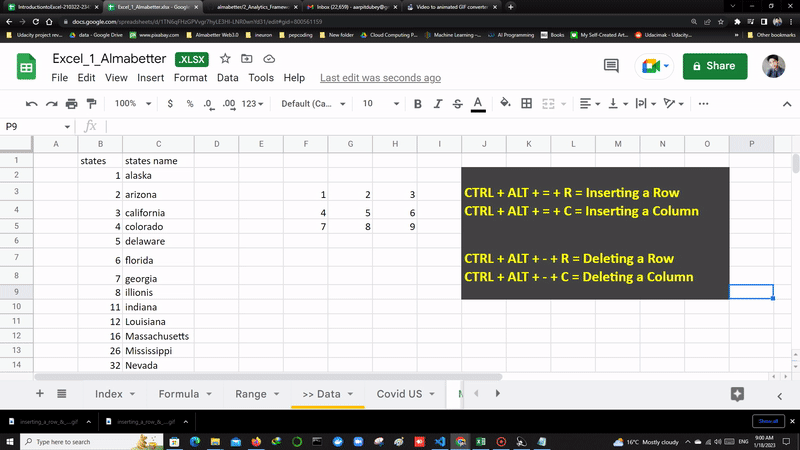 IntroductiontoExcel-210322-234
Excel_1_Almabetter.xlsx - Google
almabetter/2_Analytics_Framewo
Inbox (22,659) - aarpitdubey@g
Video to animated GIF converter
docs.google.com/spreadsheets/d/1TN6qFHzGPVvgr7hyLE3HI-LNR0wnYd31/edit#gid=800561159
Udacity project rev...
data - Google Drive
www.pixabay.com
Almabetter Web3.0
ineuron
pepcoding
New folder
Cloud Computing
Machine Learning –...
AI Programming
Books
My Self-Created Art...
Udacimak - Udacity...
Other bookmarks
Excel_1_Almabetter
.XLSX
Share
File Edit View Insert Format Data Tools Help Last edit was seconds ago
100% $ % .0 .00 123 Default (Ca... 10 B I S A
P9 fx
A B C D E F G H I J K L M N O P
1 states states name
2 1 alaska
3 2 arizona 1 2 3
4 3 california 4 5 6
5 4 colorado 7 8 9
6 5 delaware
7 6 florida
8 7 georgia
9 8 illionis
10 11 indiana
11 12 Louisiana
12 16 Massachusetts
13 26 Mississippi
14 32 Nevada
CTRL + ALT + = + R = Inserting a Row
CTRL + ALT + = + C = Inserting a Column
CTRL + ALT + - + R = Deleting a Row
CTRL + ALT + - + C = Deleting a Column
Index Formula Range >> Data Covid US
inserting_a_row_&_....gif
inserting_a_row_&_....gif
Show all
Type here to search
16°C Mostly cloudy
ENG
9:00 AM
1/18/2023